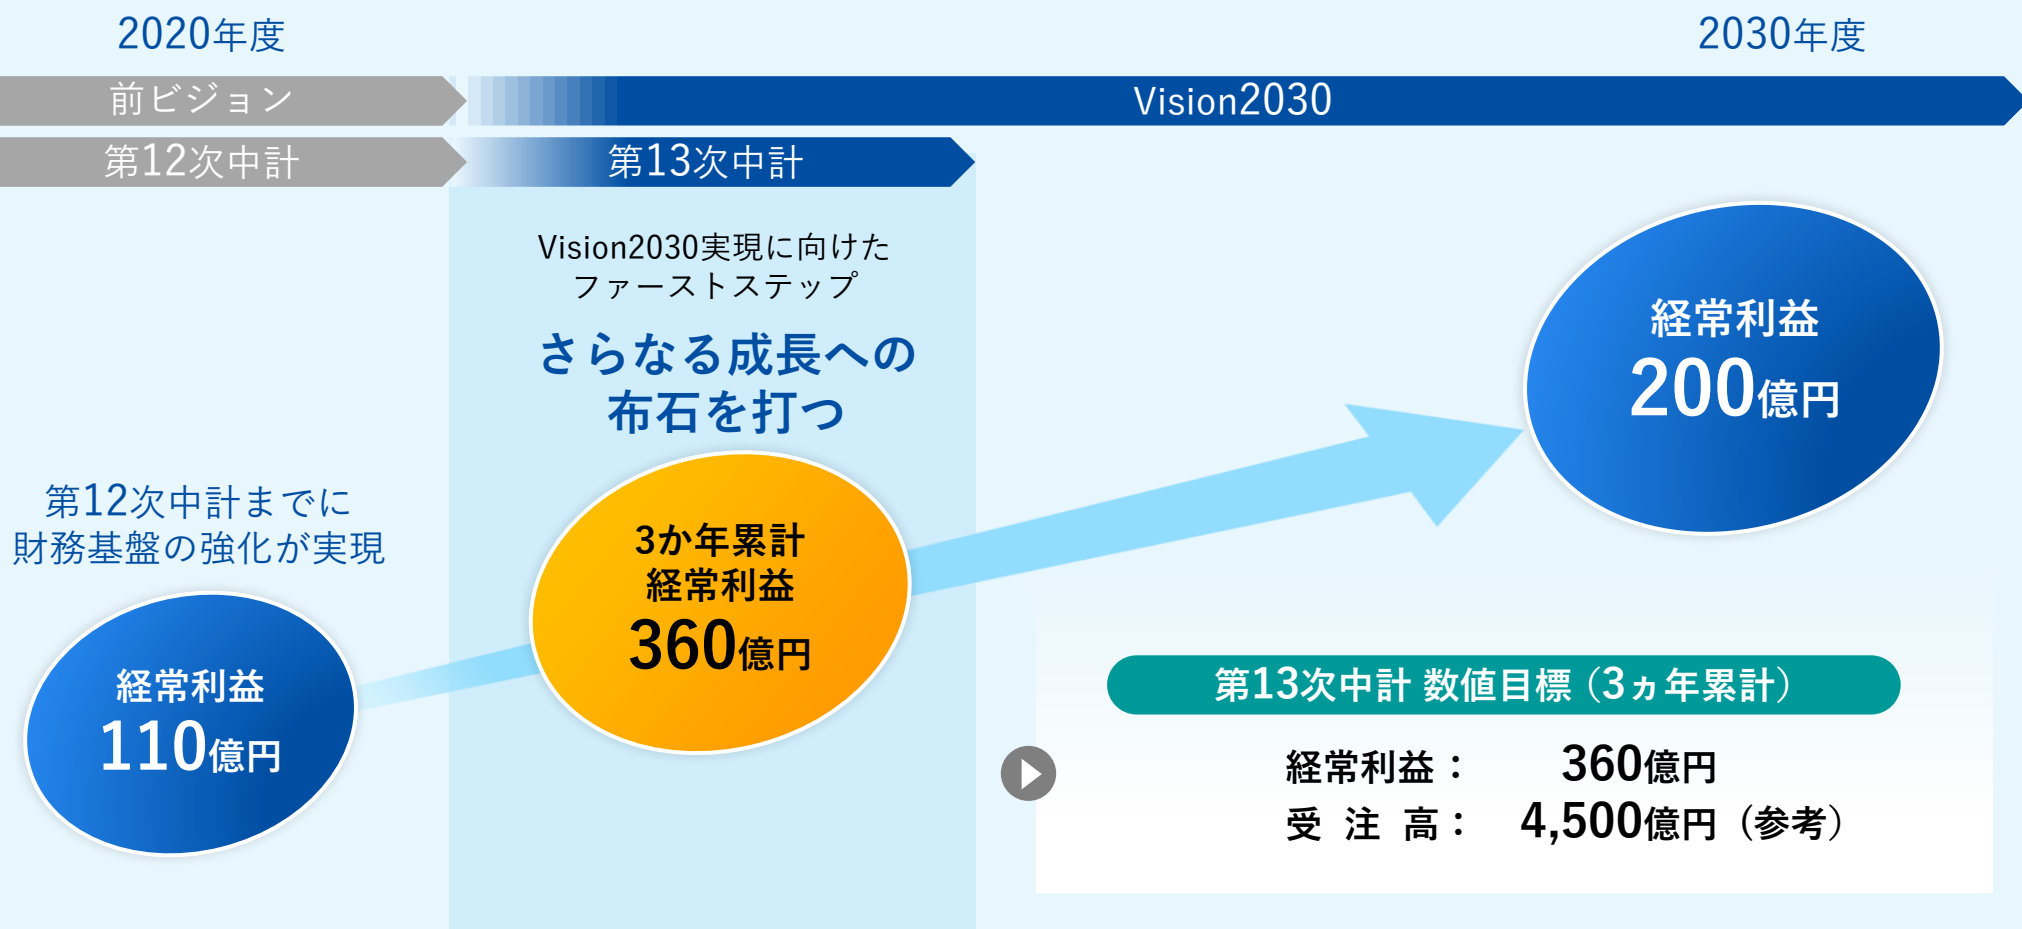 2020年度
2030年度
前ビジョン
Vision2030
第12次中計
第13次中計
Vision2030実現に向けた
ファーストステップ
さらなる成長への
布石を打つ
第12次中計までに
財務基盤の強化が実現
経常利益
110億円
3か年累計
経常利益
360億円
経常利益
200億円
第13次中計 数値目標（3ヵ年累計）
経常利益： 360億円
受 注 高： 4,500億円（参考）